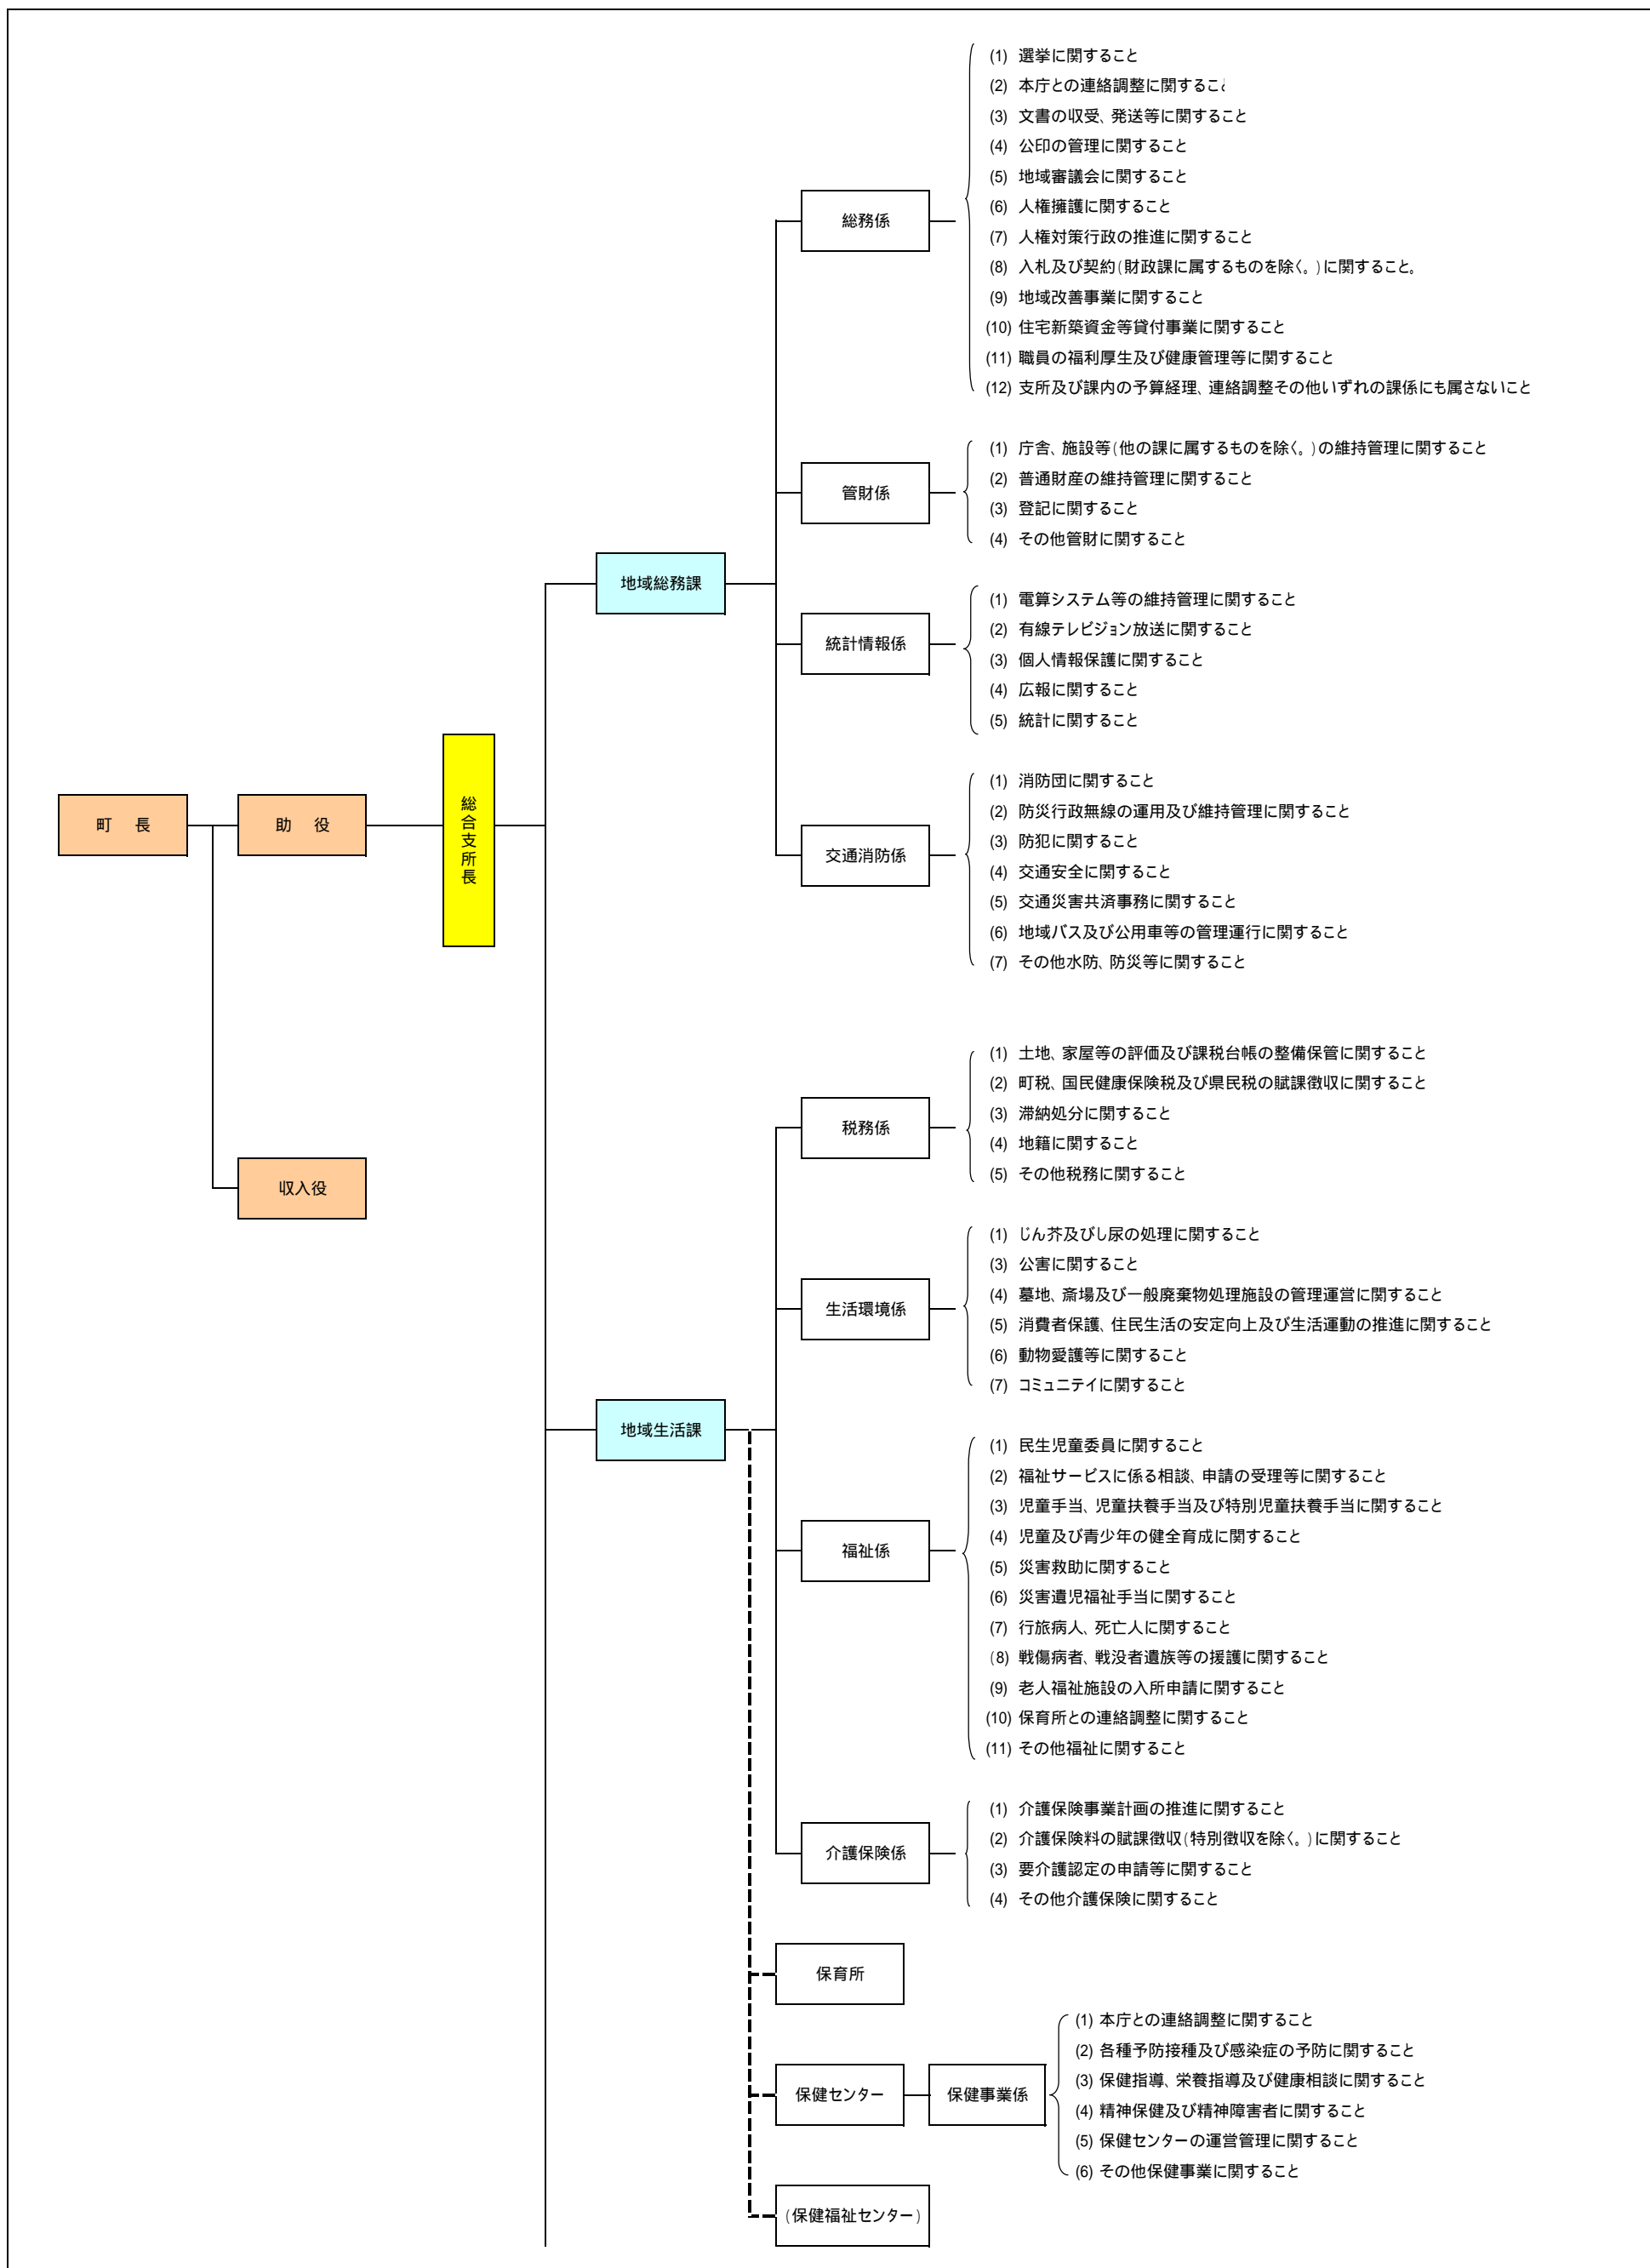 町　長
助　役
収入役
総合支所長
地域総務課
総務係
(1) 選挙に関すること
(2) 本庁との連絡調整に関すること
(3) 文書の収受、発送等に関すること
(4) 公印の管理に関すること
(5) 地域審議会に関すること
(6) 人権擁護に関すること
(7) 人権対策行政の推進に関すること
(8) 入札及び契約(財政課に属するものを除く。)に関すること。
(9) 地域改善事業に関すること
(10) 住宅新築資金等貸付事業に関すること
(11) 職員の福利厚生及び健康管理等に関すること
(12) 支所及び課内の予算経理、連絡調整その他いずれの課係にも属さないこと
管財係
(1) 庁舎、施設等(他の課に属するものを除く。)の維持管理に関すること
(2) 普通財産の維持管理に関すること
(3) 登記に関すること
(4) その他管財に関すること
統計情報係
(1) 電算システム等の維持管理に関すること
(2) 有線テレビジョン放送に関すること
(3) 個人情報保護に関すること
(4) 広報に関すること
(5) 統計に関すること
交通消防係
(1) 消防団に関すること
(2) 防災行政無線の運用及び維持管理に関すること
(3) 防犯に関すること
(4) 交通安全に関すること
(5) 交通災害共済事務に関すること
(6) 地域バス及び公用車等の管理運行に関すること
(7) その他水防、防災等に関すること
地域生活課
税務係
(1) 土地、家屋等の評価及び課税台帳の整備保管に関すること
(2) 町税、国民健康保険税及び県民税の賦課徴収に関すること
(3) 滞納処分に関すること
(4) 地籍に関すること
(5) その他税務に関すること
生活環境係
(1) じん芥及びし尿の処理に関すること
(3) 公害に関すること
(4) 墓地、斎場及び一般廃棄物処理施設の管理運営に関すること
(5) 消費者保護、住民生活の安定向上及び生活運動の推進に関すること
(6) 動物愛護等に関すること
(7) コミュニテイに関すること
福祉係
(1) 民生児童委員に関すること
(2) 福祉サービスに係る相談、申請の受理等に関すること
(3) 児童手当、児童扶養手当及び特別児童扶養手当に関すること
(4) 児童及び青少年の健全育成に関すること
(5) 災害救助に関すること
(6) 災害遺児福祉手当に関すること
(7) 行旅病人、死亡人に関すること
(8) 戦傷病者、戦没者遺族等の援護に関すること
(9) 老人福祉施設の入所申請に関すること
(10) 保育所との連絡調整に関すること
(11) その他福祉に関すること
介護保険係
(1) 介護保険事業計画の推進に関すること
(2) 介護保険料の賦課徴収(特別徴収を除く。)に関すること
(3) 要介護認定の申請等に関すること
(4) その他介護保険に関すること
保育所
保健センター
保健事業係
(1) 本庁との連絡調整に関すること
(2) 各種予防接種及び感染症の予防に関すること
(3) 保健指導、栄養指導及び健康相談に関すること
(4) 精神保健及び精神障害者に関すること
(5) 保健センターの運営管理に関すること
(6) その他保健事業に関すること
(保健福祉センター)